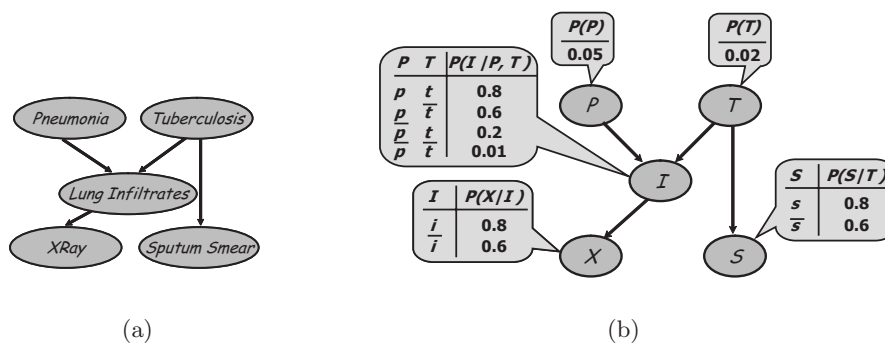 Pneumonia
Tuberculosis
Lung Infiltrates
XRay
Sputum Smear
(a)
P(P)
0.05
P(T)
0.02
P T P(I | P, T )
p t 0.8
p t̅ 0.6
p̅ t 0.2
p̅ t̅ 0.01
P
T
I
I P(X | I )
i 0.8
i̅ 0.6
X
S
S P(S | T )
s 0.8
s̅ 0.6
(b)